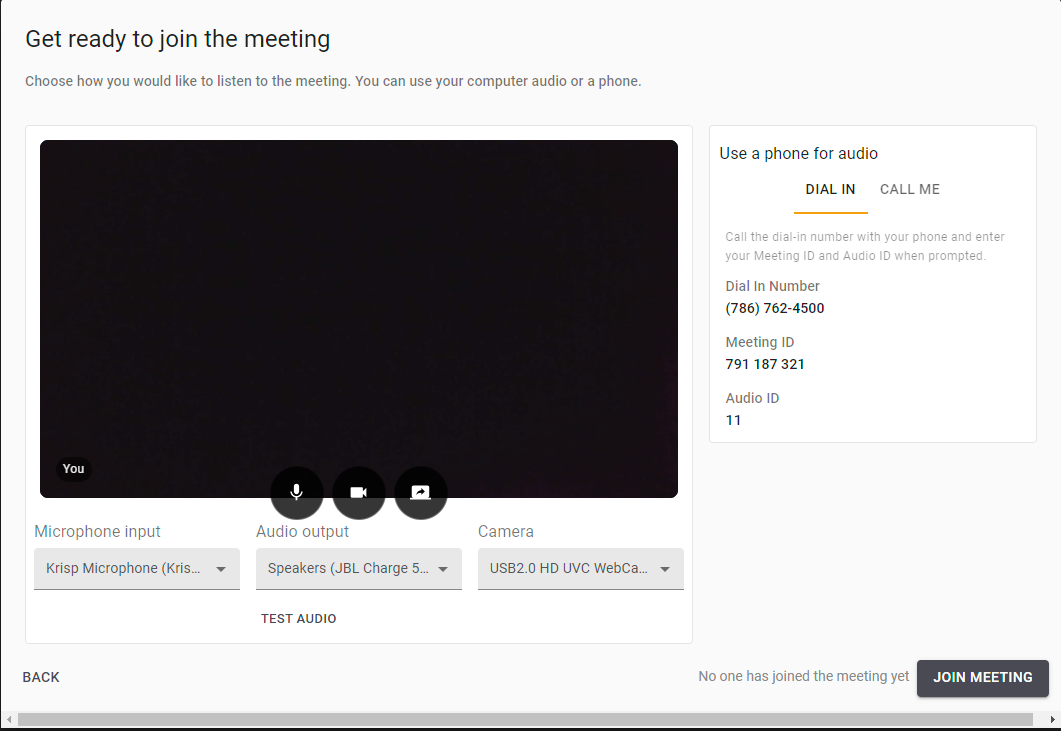 Get ready to join the meeting
Choose how you would like to listen to the meeting. You can use your computer audio or a phone.
You
Microphone input
Krisp Microphone (Kris...
Audio output
Speakers (JBL Charge 5...
Camera
USB2.0 HD UVC WebCa...
TEST AUDIO
Use a phone for audio
DIAL IN
CALL ME
Call the dial-in number with your phone and enter
your Meeting ID and Audio ID when prompted.
Dial In Number
(786) 762-4500
Meeting ID
791 187 321
Audio ID
11
BACK
No one has joined the meeting yet
JOIN MEETING